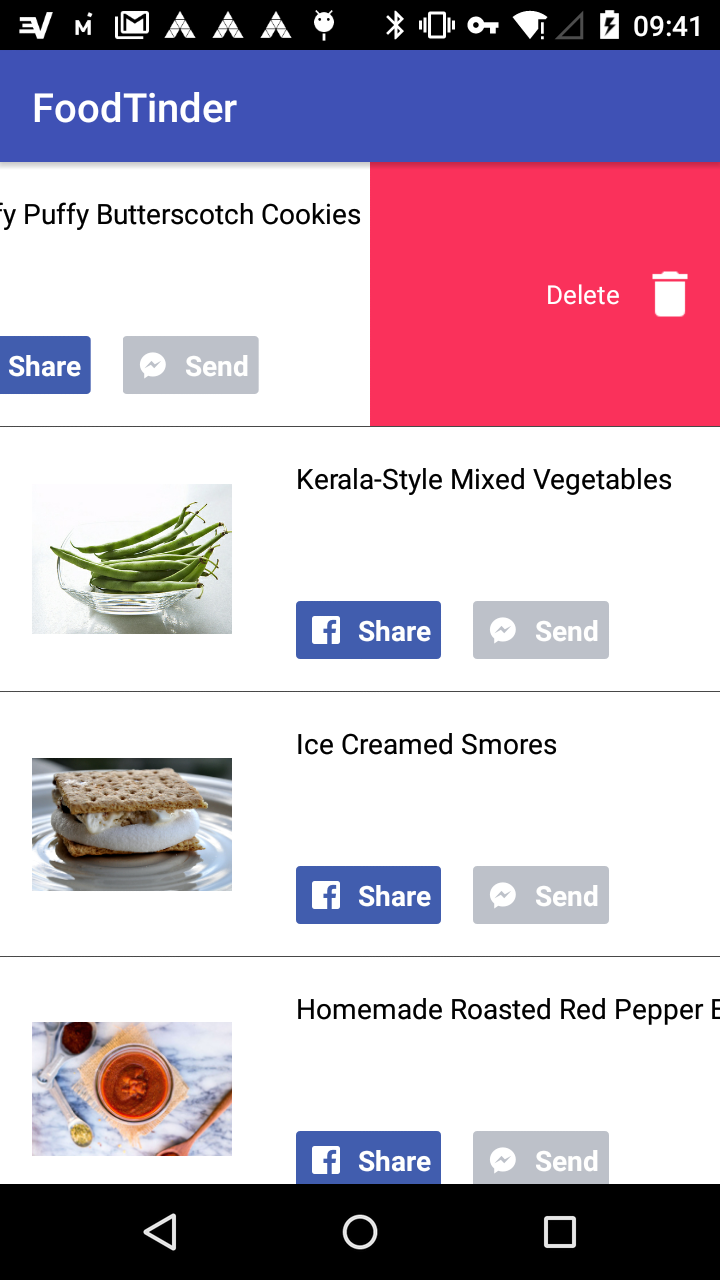 09:41
FoodTinder
fy Puffy Butterscotch Cookies
Delete
Share
Send
Kerala-Style Mixed Vegetables
Share
Send
Ice Creamed Smores
Share
Send
Homemade Roasted Red Pepper
Share
Send